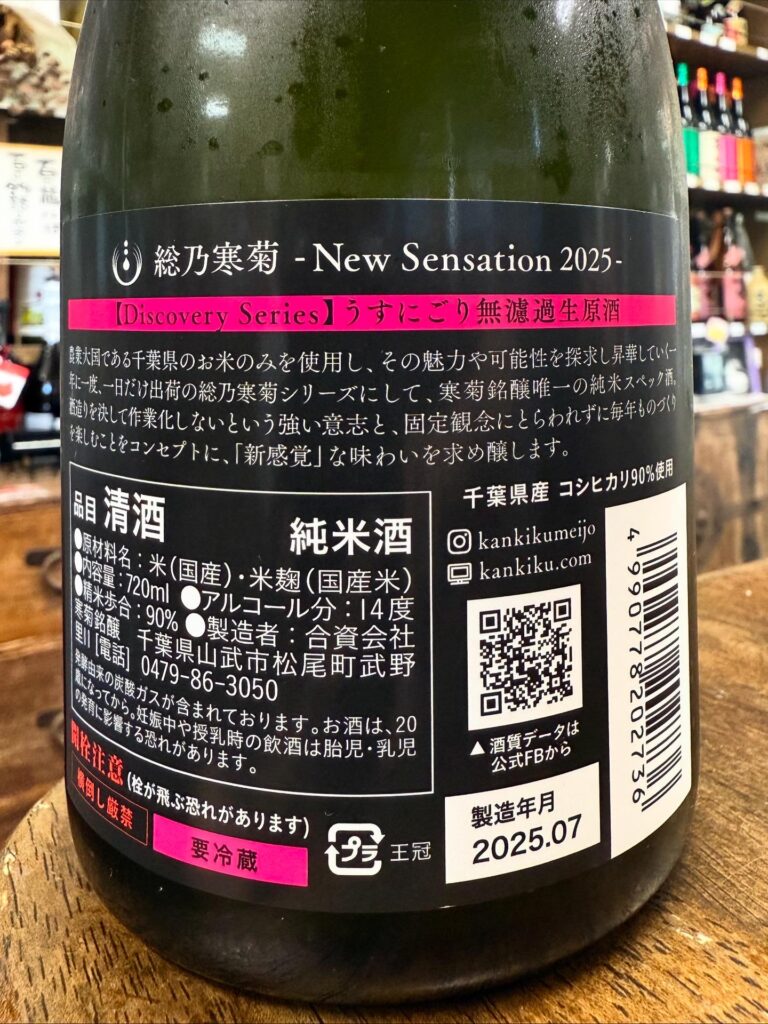 総乃寒菊 - New Sensation 2025 -
【Discovery Series】うすにごり無濾過生原酒
農業大国である千葉県のお米のみを使用し、その魅力や可能性を探求し昇華していく一
年に一度、一日だけ出荷の総乃寒菊シリーズにして、寒菊銘醸唯一の純米スペック酒。
酒造りを決して作業化しないという強い意志と、固定観念にとらわれずに毎年ものづくり
を楽しむことをコンセプトに、「新感覚」な味わいを求め醸します。
千葉県産 コシヒカリ90%使用
品目 清酒 純米酒
●原材料名：米(国産)・米麹(国産米)
●内容量：720ml ●アルコール分：14度
●精米歩合：90% ●製造者：合資会社
寒菊銘醸 千葉県山武市松尾町武野
里11 [電話] 0479-86-3050
発酵由来の炭酸ガスが含まれております。お酒は、20
歳になってから。妊娠中や授乳時の飲酒は胎児・乳児
の発育に影響する恐れがあります。
kankikumeijo
kankiku.com
▲酒質データは
公式FBから
4990778202736
開栓注意 (栓が飛ぶ恐れがあります)
横倒し厳禁
要冷蔵
プラ 王冠
製造年月
2025.07